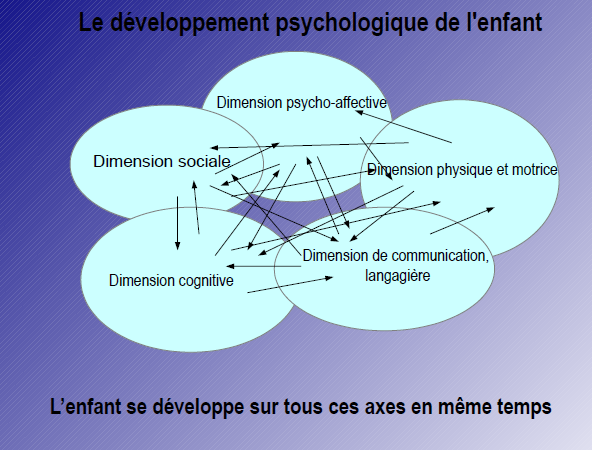 Le développement psychologique de l'enfant
Dimension psycho-affective
Dimension sociale
Dimension physique et motrice
Dimension de communication,
langagière
Dimension cognitive
L’enfant se développe sur tous ces axes en même temps